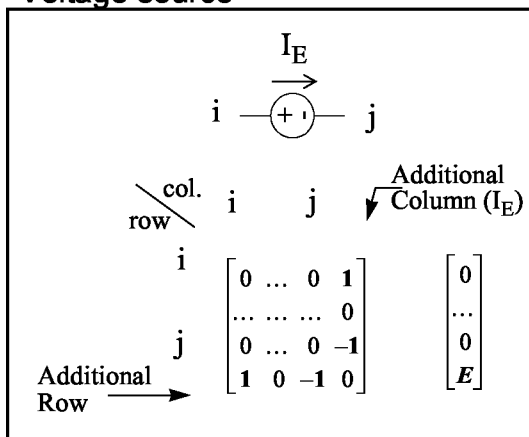 Voltage source
I_E
i + - j
Additional
Column (I_E)
col.
row
i j
i
0 … 0 1
… … … 0
j
0 … 0 –1
1 0 –1 0
0
…
0
E
Additional
Row